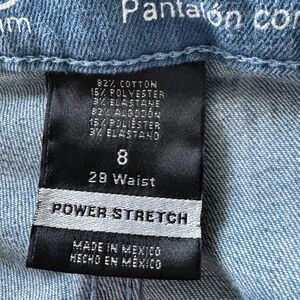 im
Pantalón co
82% COTTON
15% POLYESTER
3% ELASTANE
82% ALGODÓN
15% POLIÉSTER
3% ELASTANO
8
29 Waist
POWER STRETCH
MADE IN MEXICO
HECHO EN MÉXICO